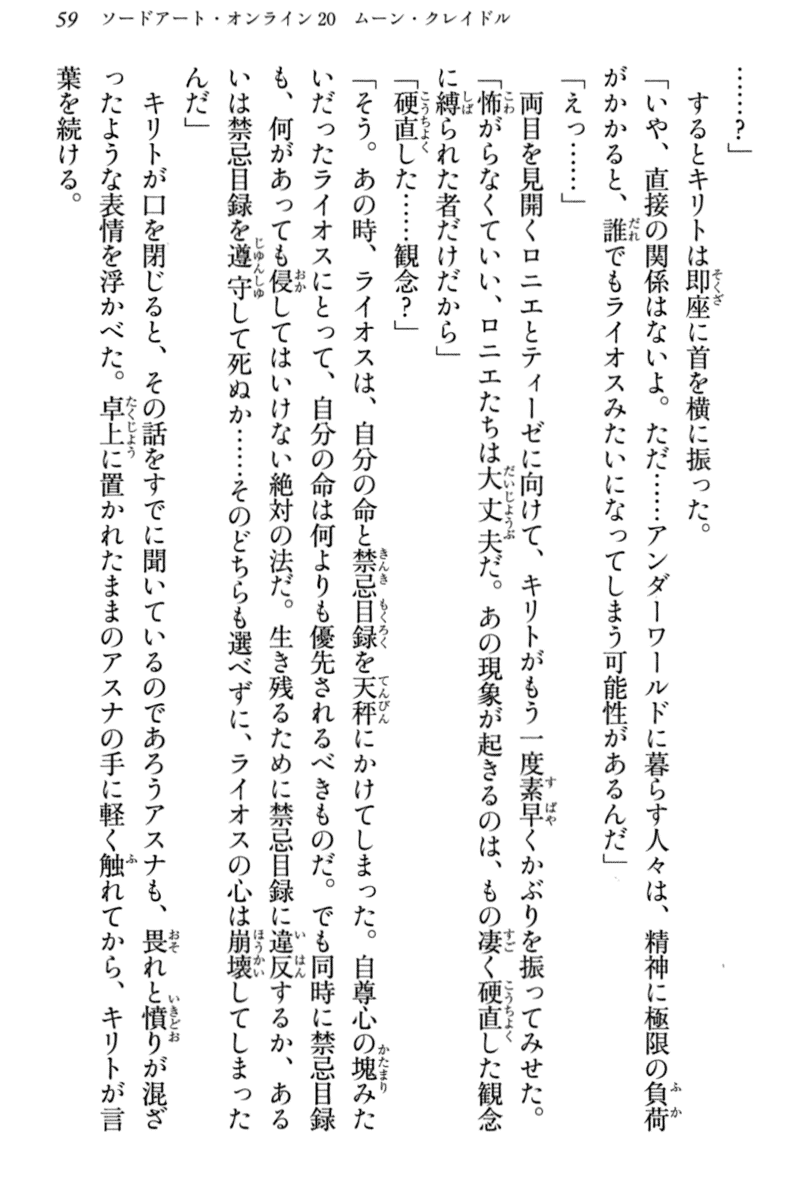 59　ソードアート・オンライン20　ムーン・クレイドル
……？」
　するとキリトは即座に首を横に振った。
「いや、直接の関係はないよ。ただ……アンダーワールドに暮らす人々は、精神に極限の負荷
がかかると、誰でもライオスみたいになってしまう可能性があるんだ」
「えっ……」
　両目を見開くロニエとティーゼに向けて、キリトがもう一度素早くかぶりを振ってみせた。
「怖がらなくていい、ロニエたちは大丈夫だ。あの現象が起きるのは、もの凄く硬直した観念
に縛られた者だけだから」
「硬直した……観念？」
「そう。あの時、ライオスは、自分の命と禁忌目録を天秤にかけてしまった。自尊心の塊みた
いだったライオスにとって、自分の命は何よりも優先されるべきものだ。でも同時に禁忌目録
も、何があっても侵してはいけない絶対の法だ。生き残るために禁忌目録に違反するか、ある
いは禁忌目録を遵守して死ぬか……そのどちらも選べずに、ライオスの心は崩壊してしまった
んだ」
　キリトが口を閉じると、その話をすでに聞いているのであろうアスナも、畏れと憤りが混ざ
ったような表情を浮かべた。卓上に置かれたままのアスナの手に軽く触れてから、キリトが言
葉を続ける。